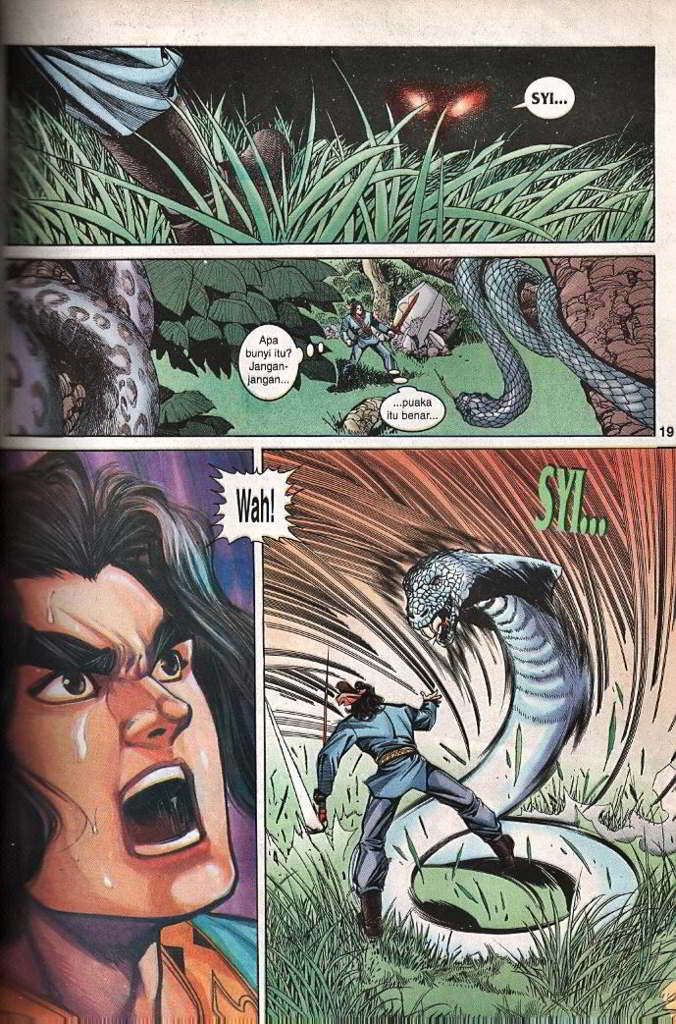 SYI...
Apa
bunyi itu?
Jangan-
jangan...
...puaka
itu benar...
19
Wah!
SYI...